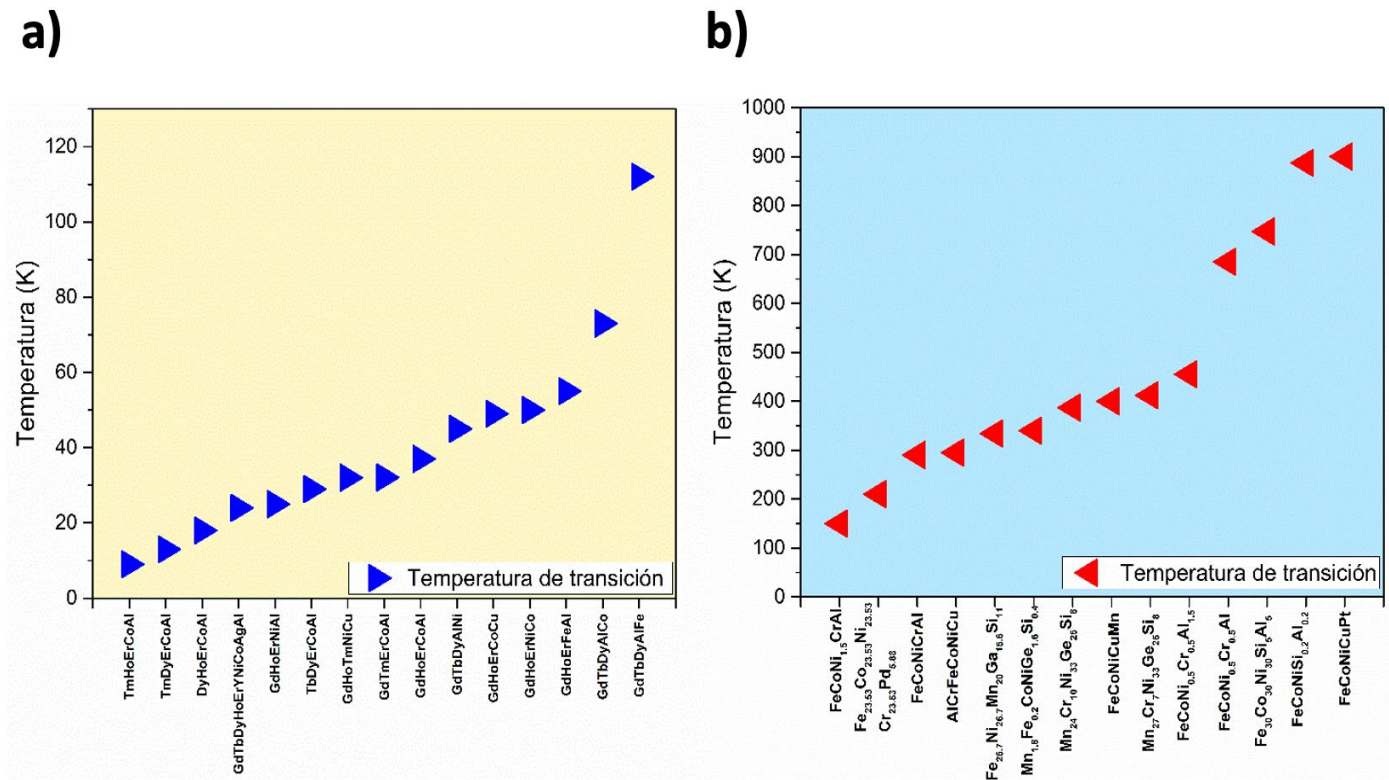 a)
Temperatura (K)
120
100
80
60
40
20
0
Temperatura de transición
TmHoErCoAl
TmDyErCoAl
DyHoErCoAl
GdTbDyHoErYNiCoAgAl
GdHoErNiAl
TbDyErCoAl
GdHoTmNiCu
GdTmErCoAl
GdHoErCoAl
GdTbDyAlNi
GdHoErCoCu
GdHoErNiCo
GdHoErFeAl
GdTbDyAlCo
GdTbDyAlFe
b)
Temperatura (K)
1000
900
800
700
600
500
400
300
200
100
0
Temperatura de transición
FeCoNi1.5CrAl
Fe23.53Co23.53Ni23.53
Cr23.53Pd5.88
FeCoNiCrAl
AlCrFeCoNiCu
Fe26.7Ni26.7Mn20Ga15.6Si11
Mn1.8Fe0.2CoNiGe1.6Si0.4
Mn24Cr10Ni33Ge25Si8
FeCoNiCuMn
Mn27Cr7Ni33Ge25Si8
FeCoNi0.5Cr0.5Al1.5
FeCoNi0.5Cr0.5Al
Fe30Co30Ni30Si5Al5
FeCoNiSi0.2Al0.2
FeCoNiCuPt